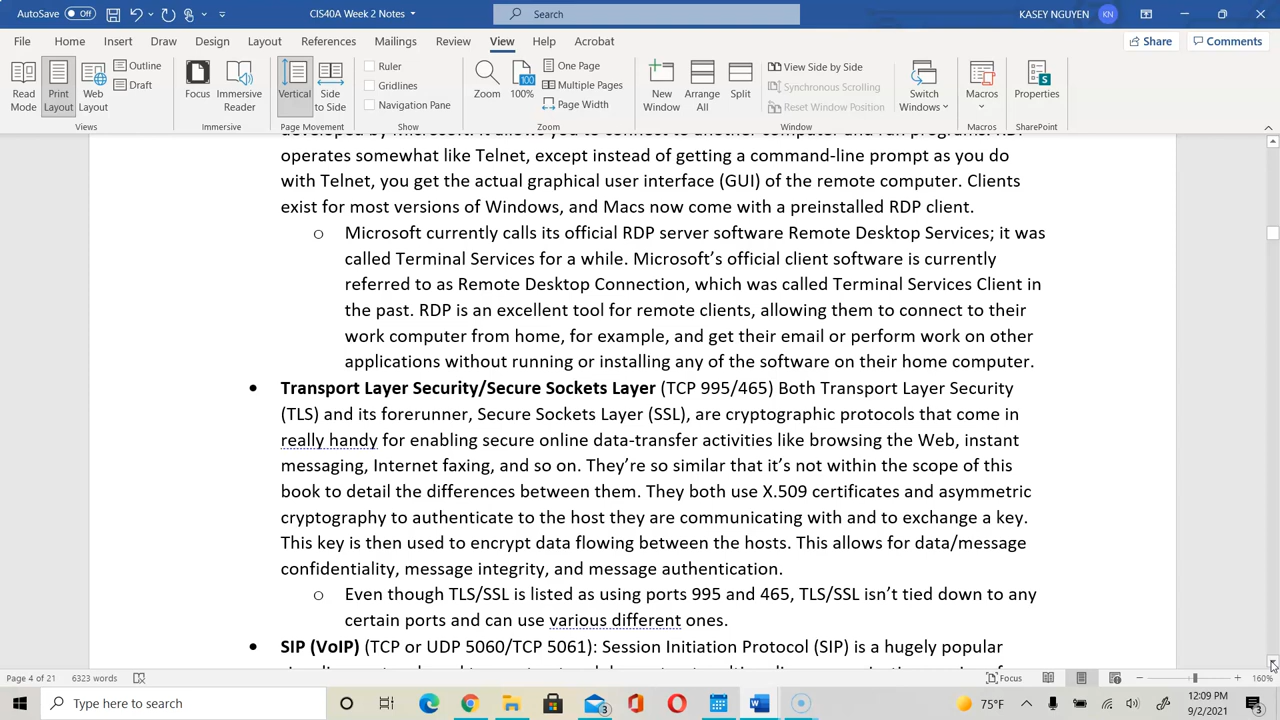 AutoSave Off CIS40A Week 2 Notes Search KASEY NGUYEN KN
File Home Insert Draw Design Layout References Mailings Review View Help Acrobat Share Comments
Read Mode Print Layout Web Layout Outline Draft Focus Immersive Reader Vertical Side to Side Ruler Gridlines Navigation Pane Zoom 100% One Page Multiple Pages Page Width New Window Arrange All Split View Side by Side Synchronous Scrolling Reset Window Position Switch Windows Macros Properties
Views Immersive Page Movement Show Zoom Window Macros SharePoint
developed by Microsoft. It allows you to connect to another computer and run programs. RDP
operates somewhat like Telnet, except instead of getting a command-line prompt as you do
with Telnet, you get the actual graphical user interface (GUI) of the remote computer. Clients
exist for most versions of Windows, and Macs now come with a preinstalled RDP client.
o Microsoft currently calls its official RDP server software Remote Desktop Services; it was
called Terminal Services for a while. Microsoft's official client software is currently
referred to as Remote Desktop Connection, which was called Terminal Services Client in
the past. RDP is an excellent tool for remote clients, allowing them to connect to their
work computer from home, for example, and get their email or perform work on other
applications without running or installing any of the software on their home computer.
• Transport Layer Security/Secure Sockets Layer (TCP 995/465) Both Transport Layer Security
(TLS) and its forerunner, Secure Sockets Layer (SSL), are cryptographic protocols that come in
really handy for enabling secure online data-transfer activities like browsing the Web, instant
messaging, Internet faxing, and so on. They're so similar that it's not within the scope of this
book to detail the differences between them. They both use X.509 certificates and asymmetric
cryptography to authenticate to the host they are communicating with and to exchange a key.
This key is then used to encrypt data flowing between the hosts. This allows for data/message
confidentiality, message integrity, and message authentication.
o Even though TLS/SSL is listed as using ports 995 and 465, TLS/SSL isn't tied down to any
certain ports and can use various different ones.
• SIP (VoIP) (TCP or UDP 5060/TCP 5061): Session Initiation Protocol (SIP) is a hugely popular
Page 4 of 21 6323 words Focus 160%
Type here to search 3 75°F 12:09 PM
9/2/2021 3